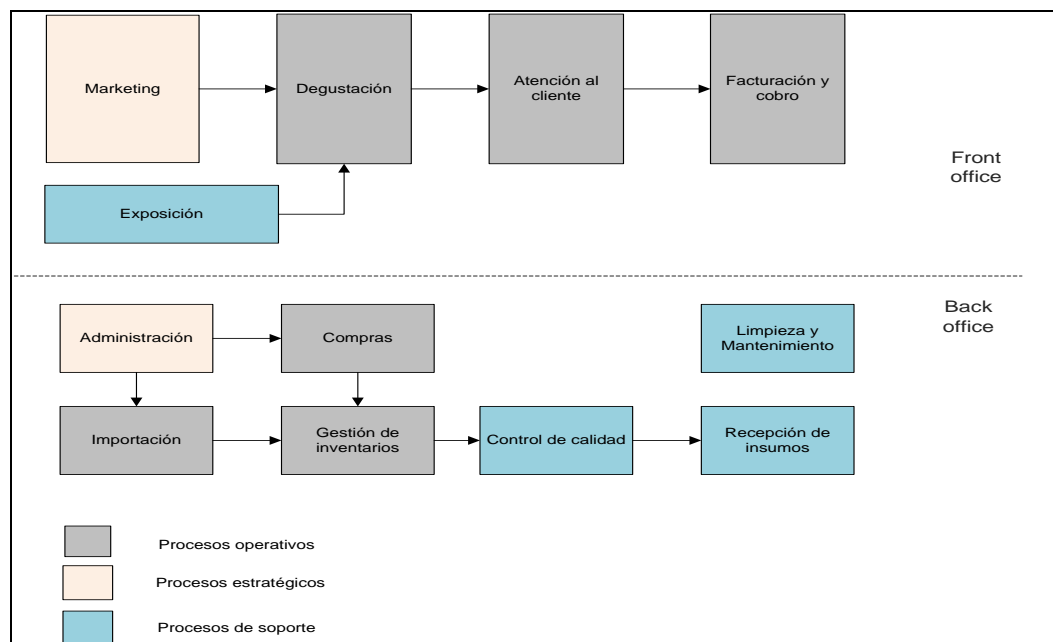 Marketing
Degustación
Atención al
cliente
Facturación y
cobro
Front
office
Exposición
Back
office
Administración
Compras
Limpieza y
Mantenimiento
Importación
Gestión de
inventarios
Control de calidad
Recepción de
insumos
Procesos operativos
Procesos estratégicos
Procesos de soporte